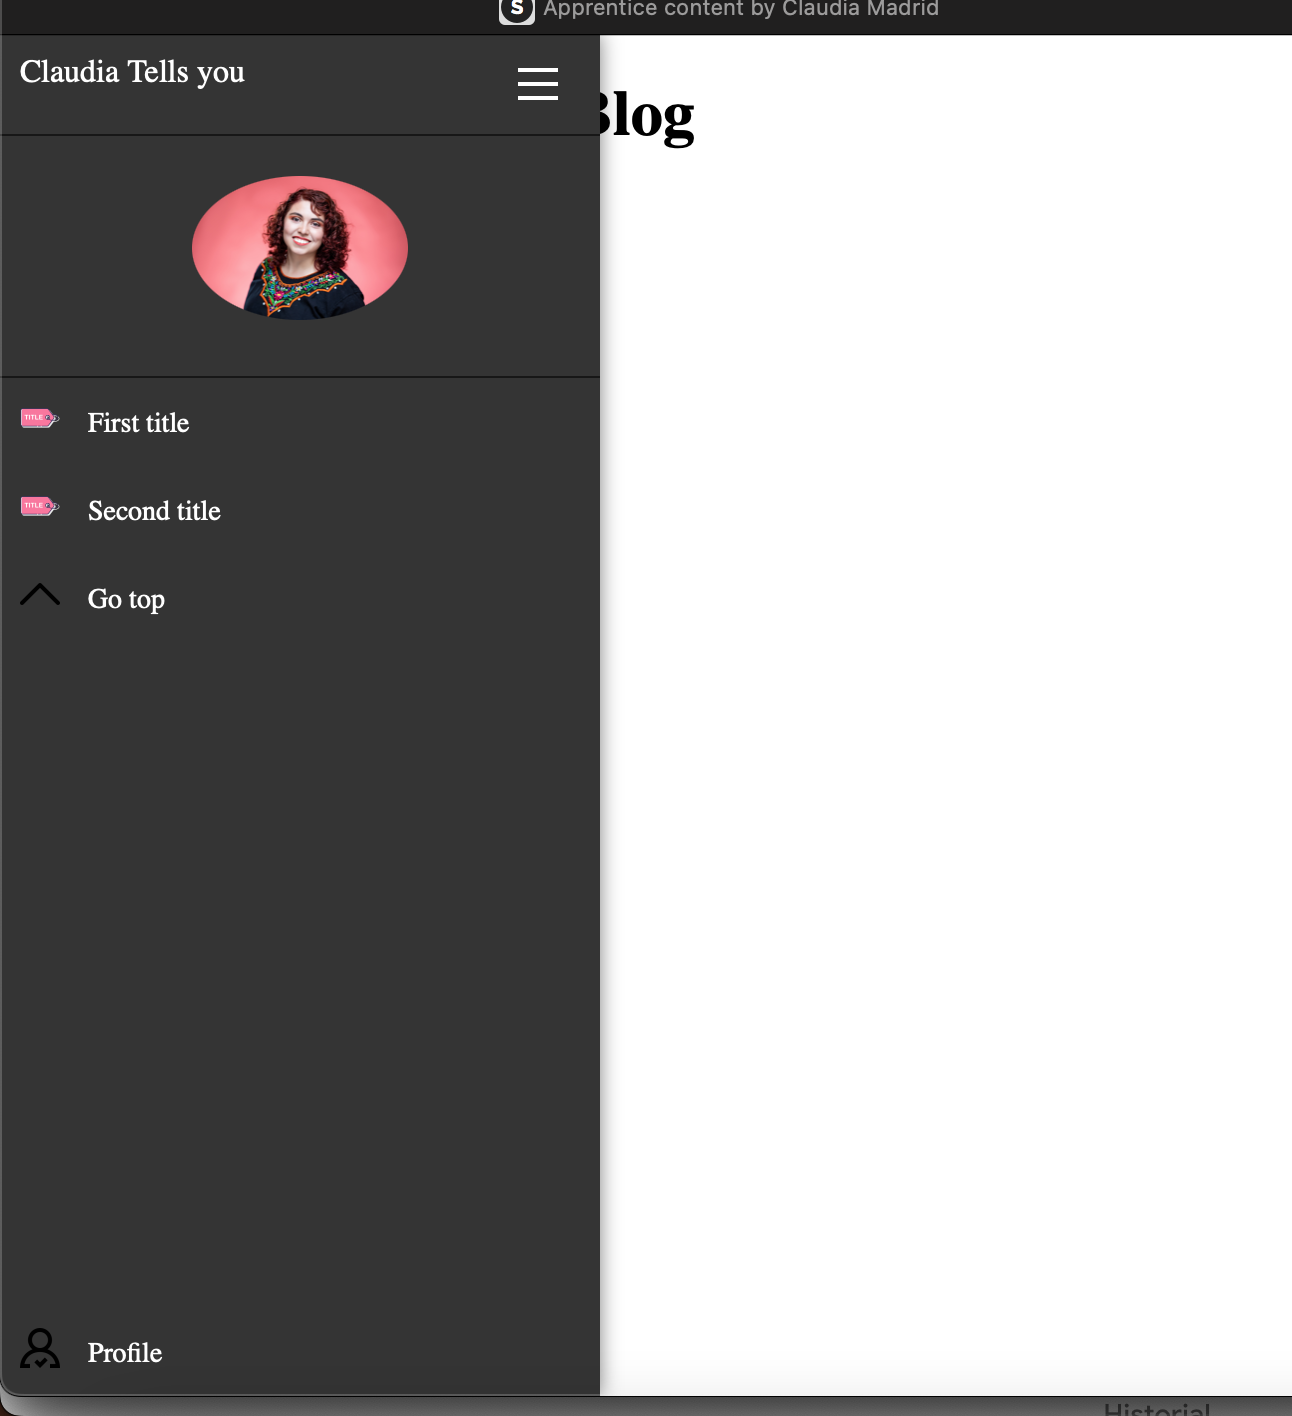 S Apprentice content by Claudia Madrid
Claudia Tells you
Blog
TITLE First title
TITLE Second title
Go top
Profile
Historial